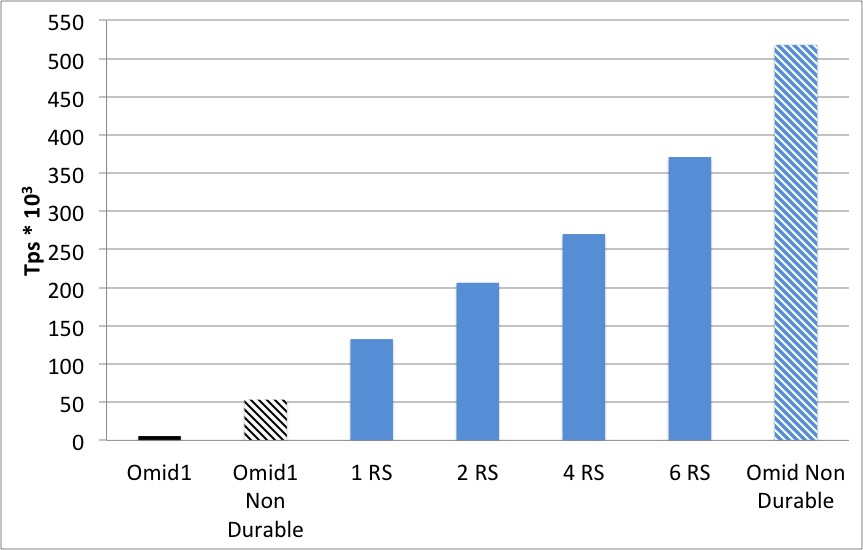 550
500
450
400
350
300
250
200
150
100
50
0
Tps * 10³
Omid1
Omid1
Non
Durable
1 RS
2 RS
4 RS
6 RS
Omid Non
Durable